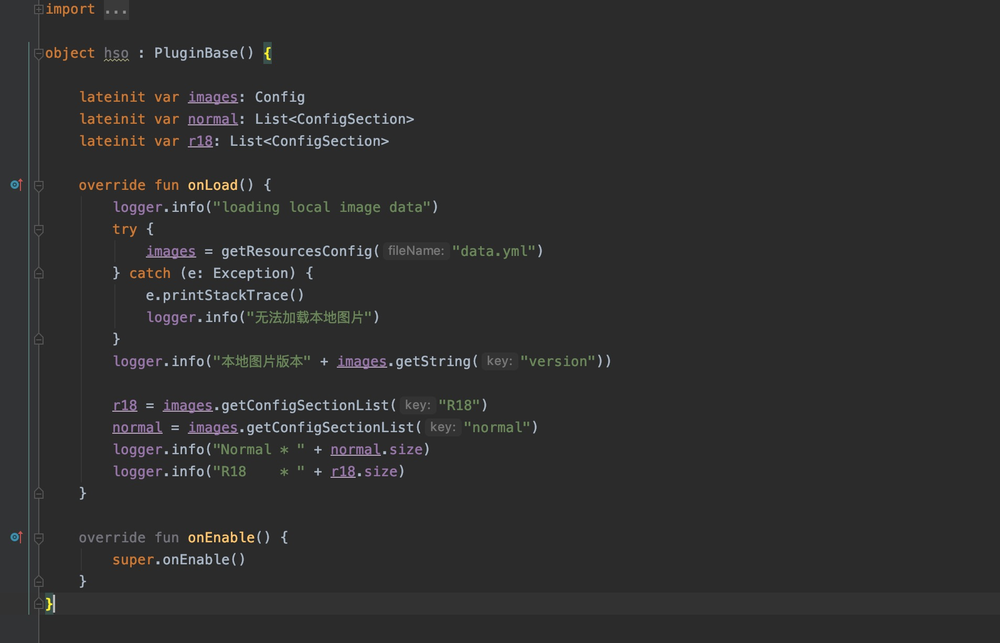 import ...
object hso : PluginBase() {
lateinit var images: Config
lateinit var normal: List<ConfigSection>
lateinit var r18: List<ConfigSection>
override fun onLoad() {
logger.info("loading local image data")
try {
images = getResourcesConfig( fileName: "data.yml")
} catch (e: Exception) {
e.printStackTrace()
logger.info("无法加载本地图片")
}
logger.info("本地图片版本" + images.getString( key: "version"))
r18 = images.getConfigSectionList( key: "R18")
normal = images.getConfigSectionList( key: "normal")
logger.info("Normal * " + normal.size)
logger.info("R18    * " + r18.size)
}
override fun onEnable() {
super.onEnable()
}
}